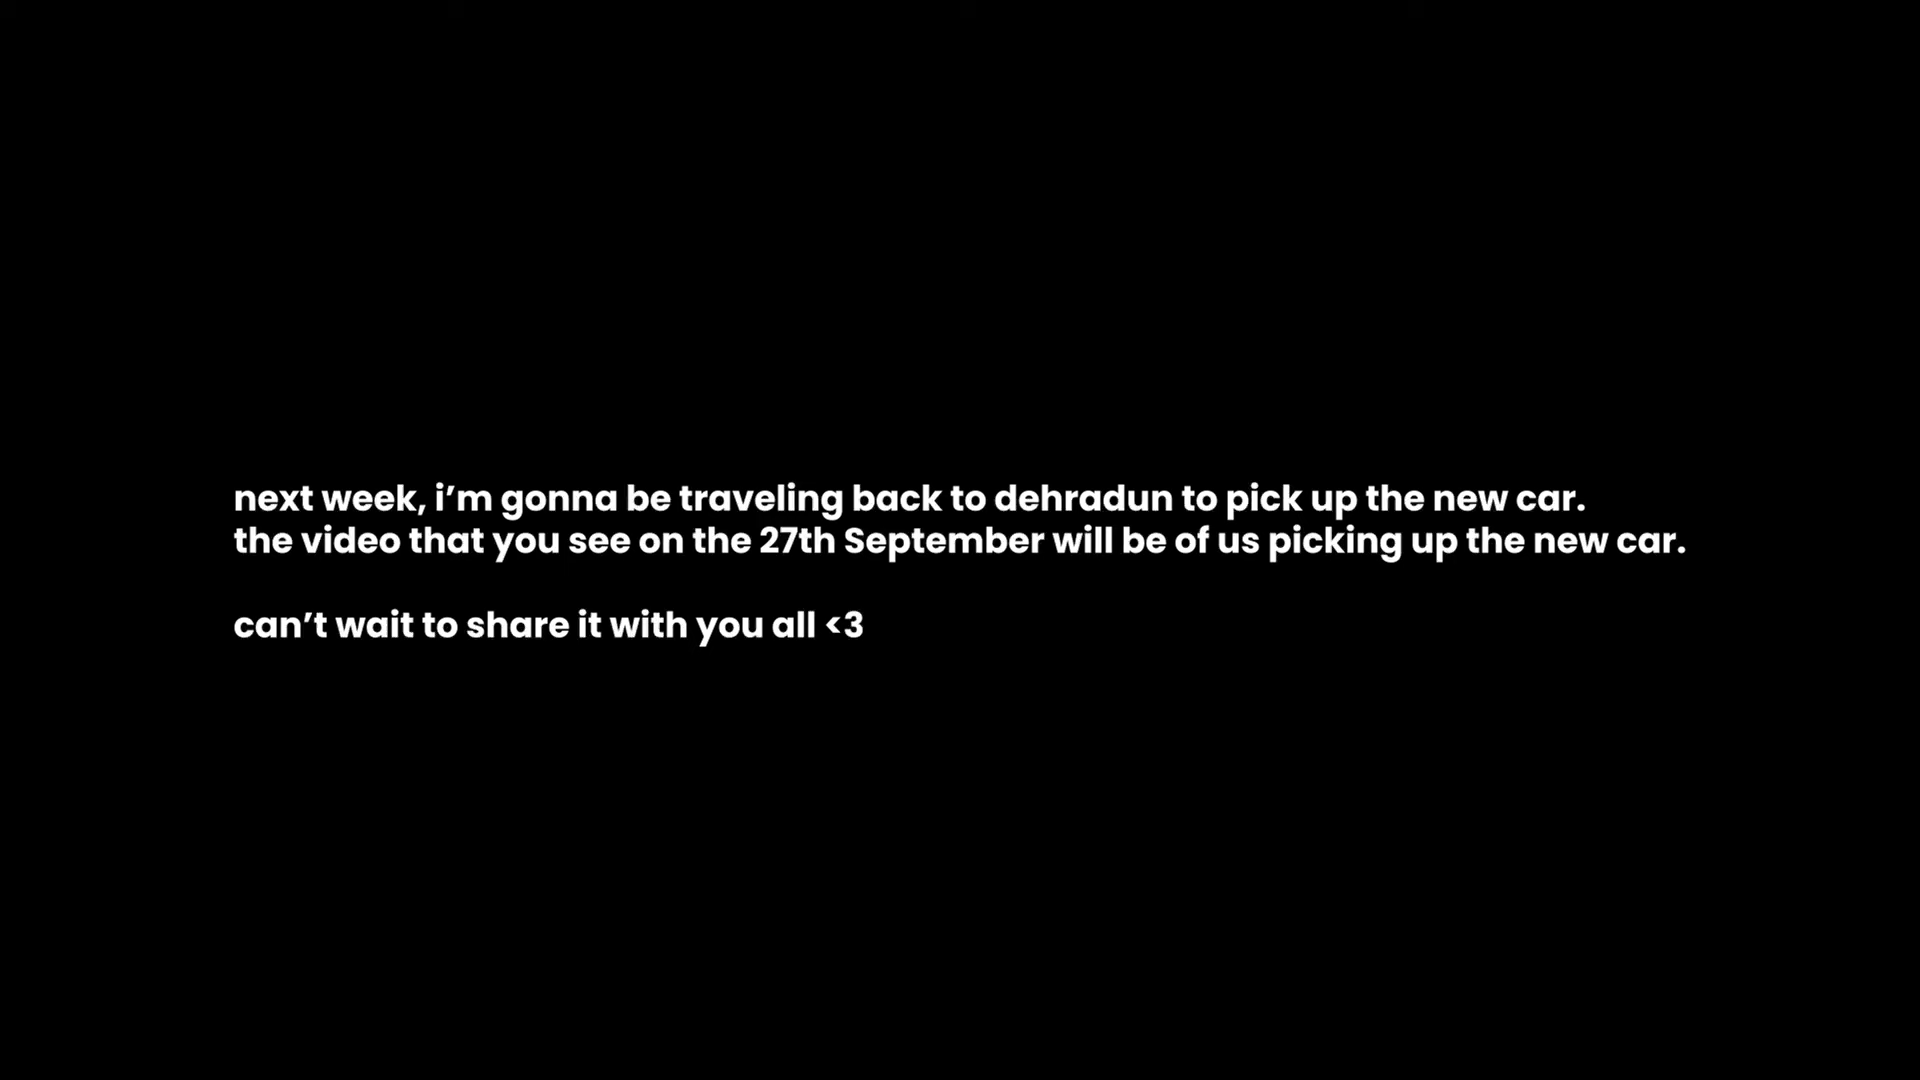 next week, i’m gonna be traveling back to dehradun to pick up the new car.
the video that you see on the 27th September will be of us picking up the new car.
can’t wait to share it with you all <3